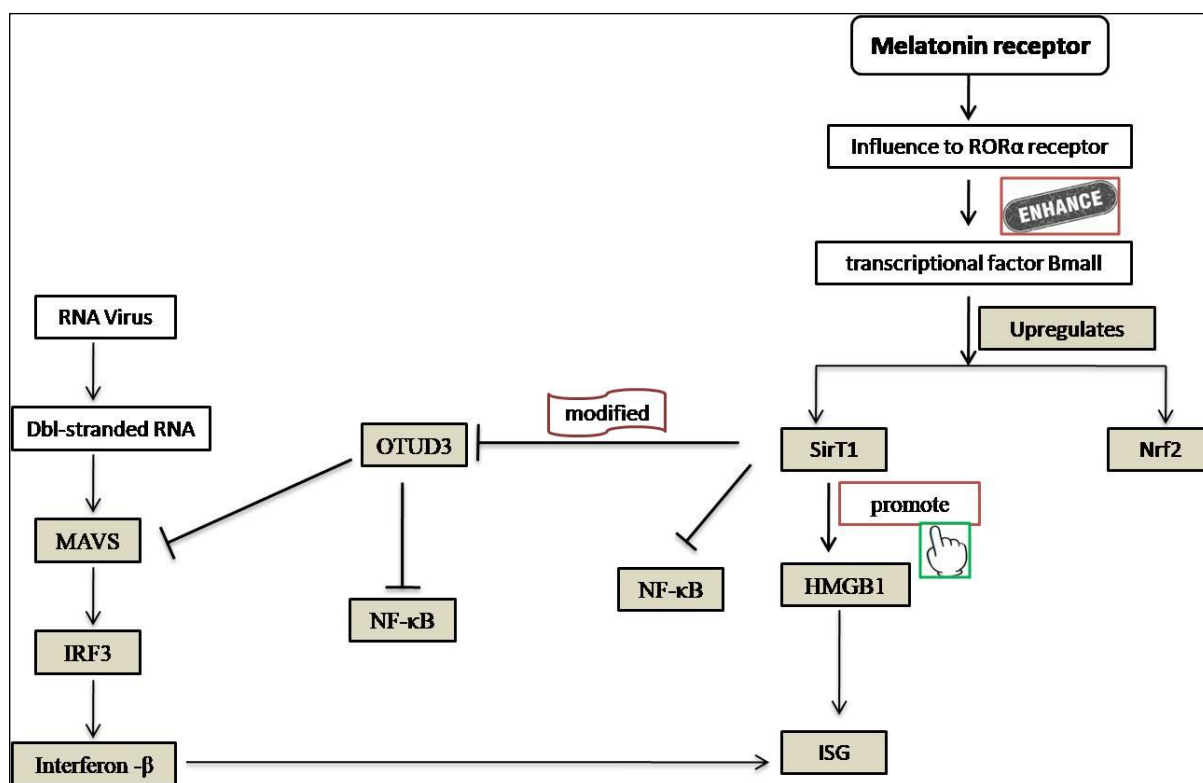 Melatonin receptor
Influence to RORα receptor
ENHANCE
transcriptional factor Bmall
Upregulates
RNA Virus
Dbl-stranded RNA
modified
OTUD3
SirT1
Nrf2
promote
MAVS
NF-κB
HMGB1
NF-κB
IRF3
Interferon -β
ISG